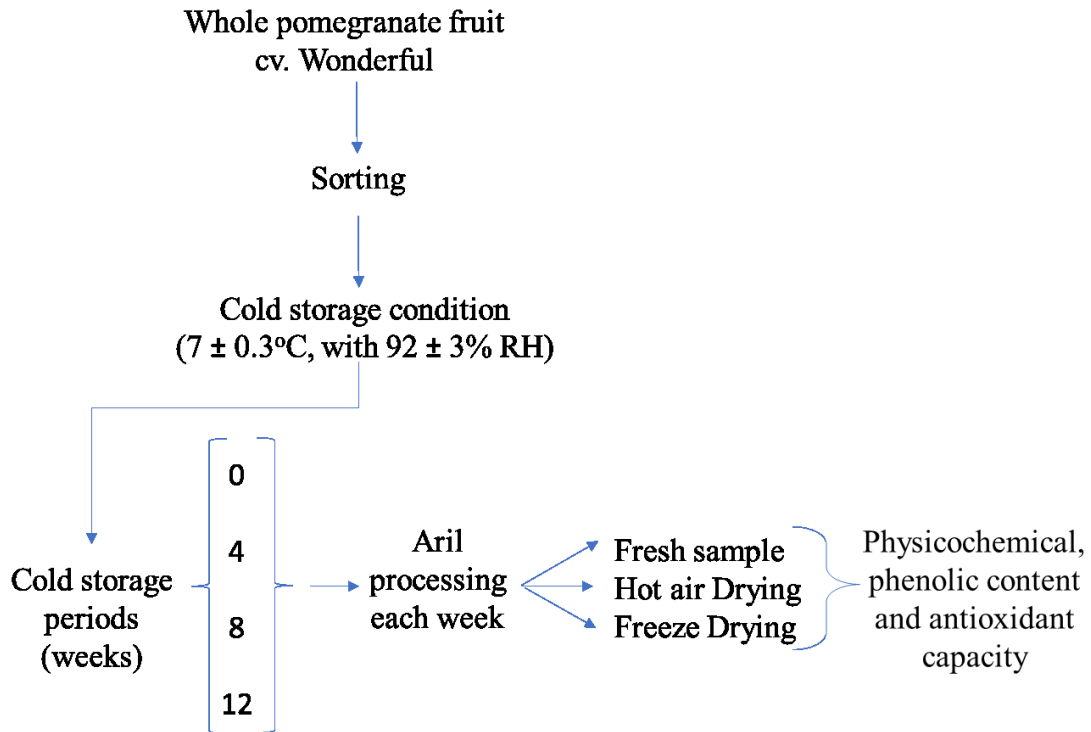 Whole pomegranate fruit
cv. Wonderful
Sorting
Cold storage condition
(7 ± 0.3°C, with 92 ± 3% RH)
Cold storage
periods
(weeks)
0
4
8
12
Aril
processing
each week
Fresh sample
Hot air Drying
Freeze Drying
Physicochemical,
phenolic content
and antioxidant
capacity